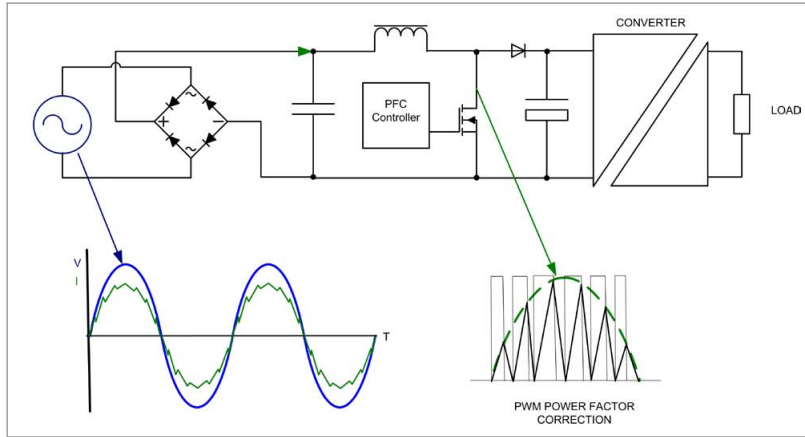 CONVERTER
PFC
Controller
LOAD
~
+
−
~
V
I
T
PWM POWER FACTOR
CORRECTION